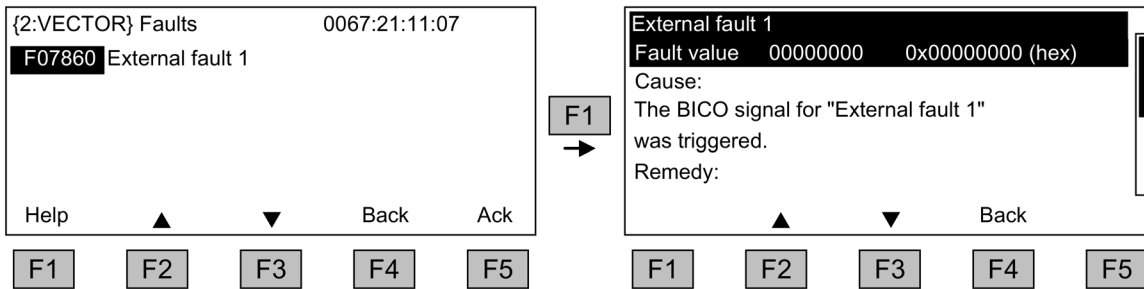 {2:VECTOR} Faults 0067:21:11:07
F07860 External fault 1
Help ▲ ▼ Back Ack
F1 F2 F3 F4 F5
F1
External fault 1
Fault value 00000000 0x00000000 (hex)
Cause:
The BICO signal for "External fault 1"
was triggered.
Remedy:
▲ ▼ Back
F1 F2 F3 F4 F5